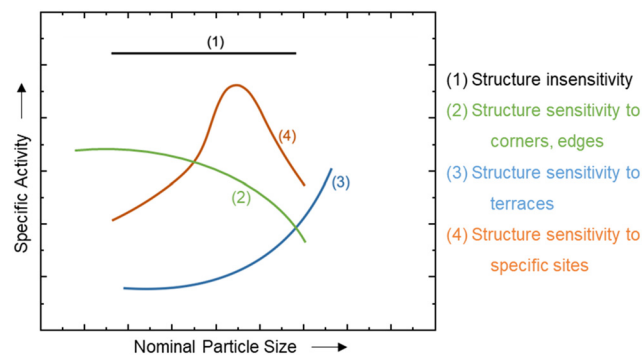 (1)
(4)
(2)
(3)
Specific Activity
Nominal Particle Size
(1) Structure insensitivity
(2) Structure sensitivity to
corners, edges
(3) Structure sensitivity to
terraces
(4) Structure sensitivity to
specific sites